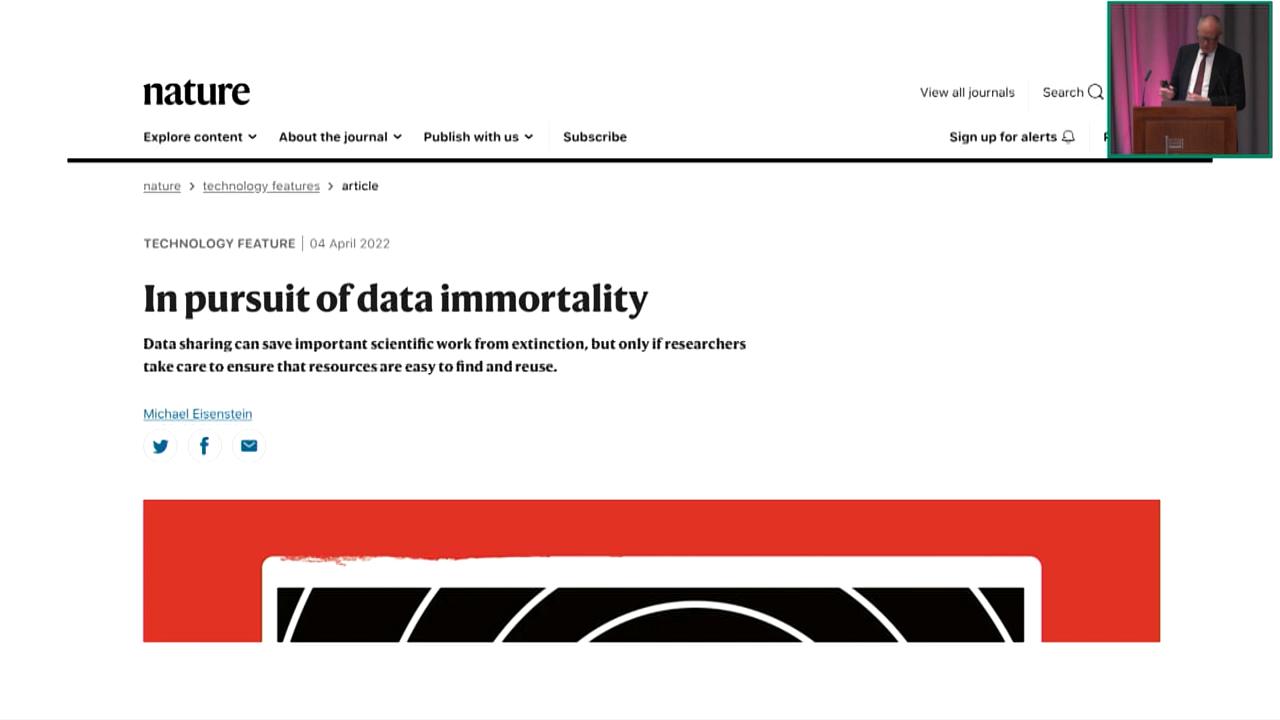 nature
View all journals
Search
Explore content
About the journal
Publish with us
Subscribe
Sign up for alerts
nature > technology features > article
TECHNOLOGY FEATURE | 04 April 2022
In pursuit of data immortality
Data sharing can save important scientific work from extinction, but only if researchers
take care to ensure that resources are easy to find and reuse.
Michael Eisenstein